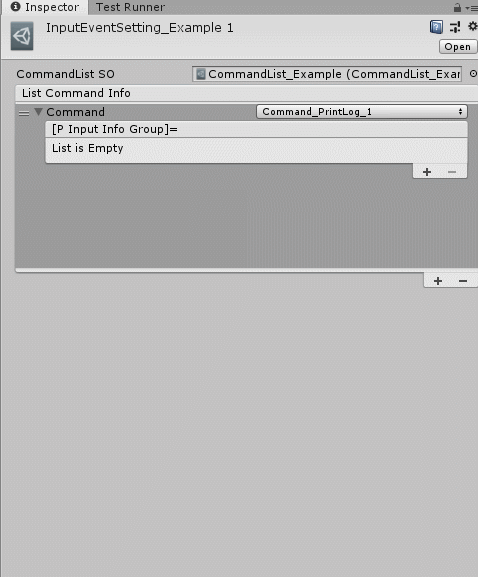 Inspector Test Runner
InputEventSetting_Example 1
Open
CommandList SO CommandList_Example (CommandList_Exar
List Command Info
Command Command_PrintLog_1
[P Input Info Group]=
List is Empty
+ −
+ −